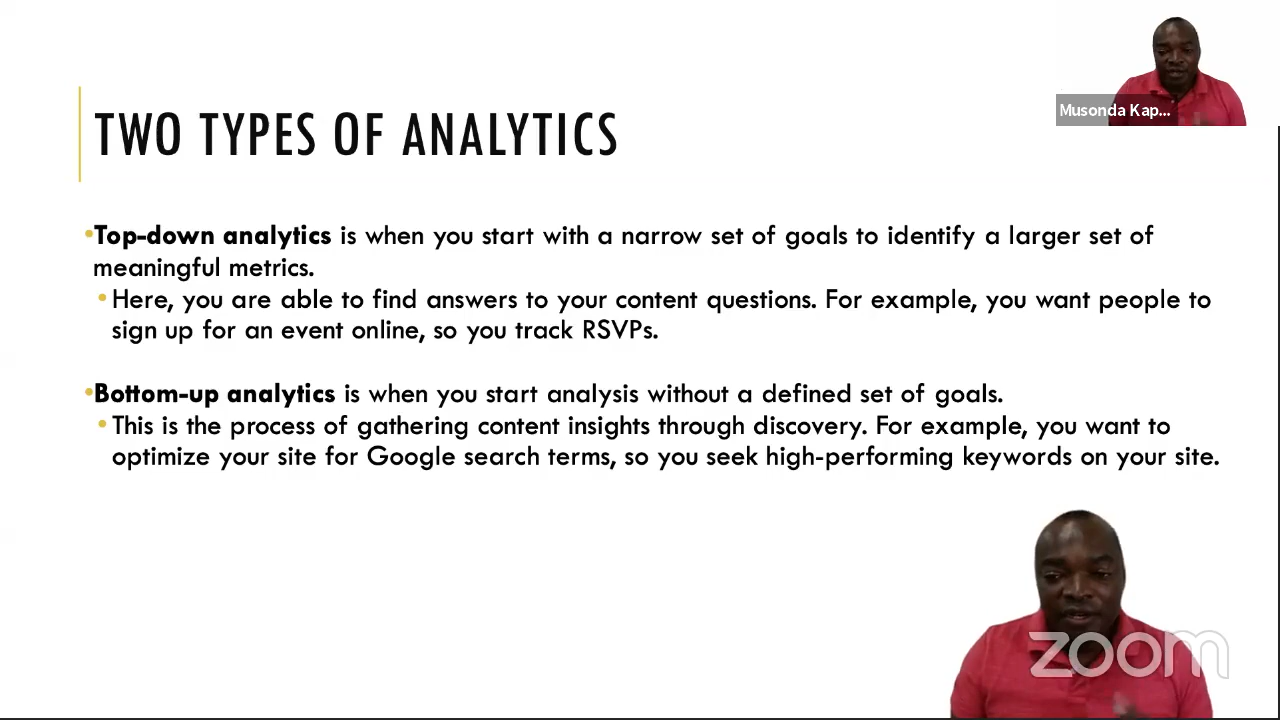 Musonda Kap...
TWO TYPES OF ANALYTICS
•Top-down analytics is when you start with a narrow set of goals to identify a larger set of
meaningful metrics.
•Here, you are able to find answers to your content questions. For example, you want people to
sign up for an event online, so you track RSVPs.
•Bottom-up analytics is when you start analysis without a defined set of goals.
•This is the process of gathering content insights through discovery. For example, you want to
optimize your site for Google search terms, so you seek high-performing keywords on your site.
zoom